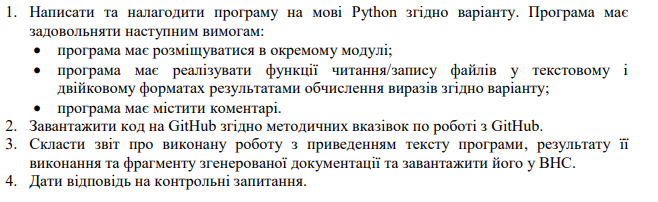 1. Написати та налагодити програму на мові Python згідно варіанту. Програма має
задовольняти наступним вимогам:
• програма має розміщуватися в окремому модулі;
• програма має реалізувати функції читання/запису файлів у текстовому і
двійковому форматах результатами обчислення виразів згідно варіанту;
• програма має містити коментарі.
2. Завантажити код на GitHub згідно методичних вказівок по роботі з GitHub.
3. Скласти звіт про виконану роботу з приведенням тексту програми, результату її
виконання та фрагменту згенерованої документації та завантажити його у ВНС.
4. Дати відповідь на контрольні запитання.